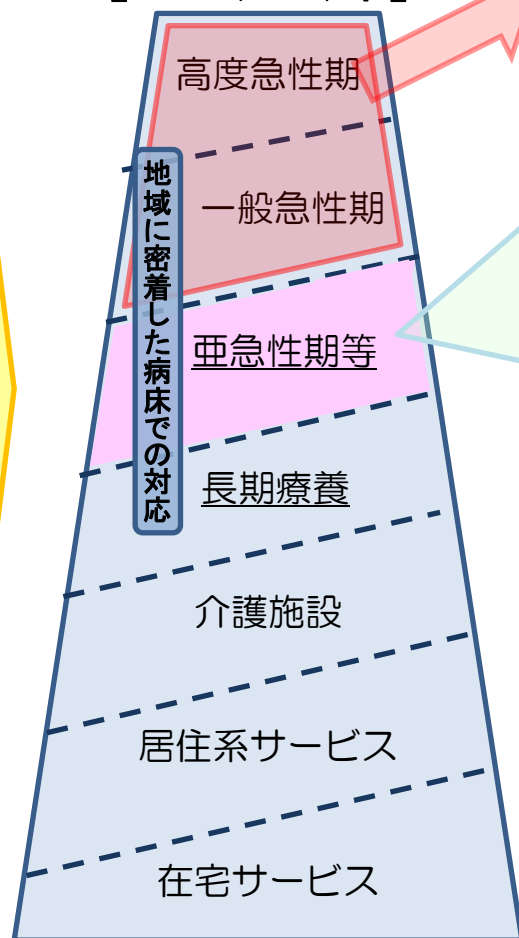 高度急性期
一般急性期
地域に密着した病床での対応
亜急性期等
長期療養
介護施設
居住系サービス
在宅サービス